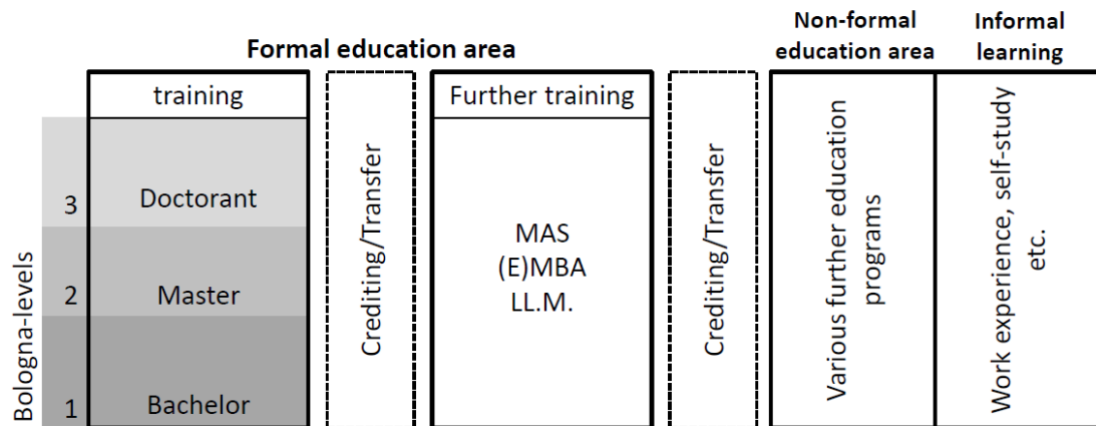 Formal education area
Non-formal
education area
Informal
learning
training
Further training
Bologna-levels
3
Doctorant
2
Master
1
Bachelor
Crediting/Transfer
MAS
(E)MBA
LL.M.
Crediting/Transfer
Various further education
programs
Work experience, self-study
etc.